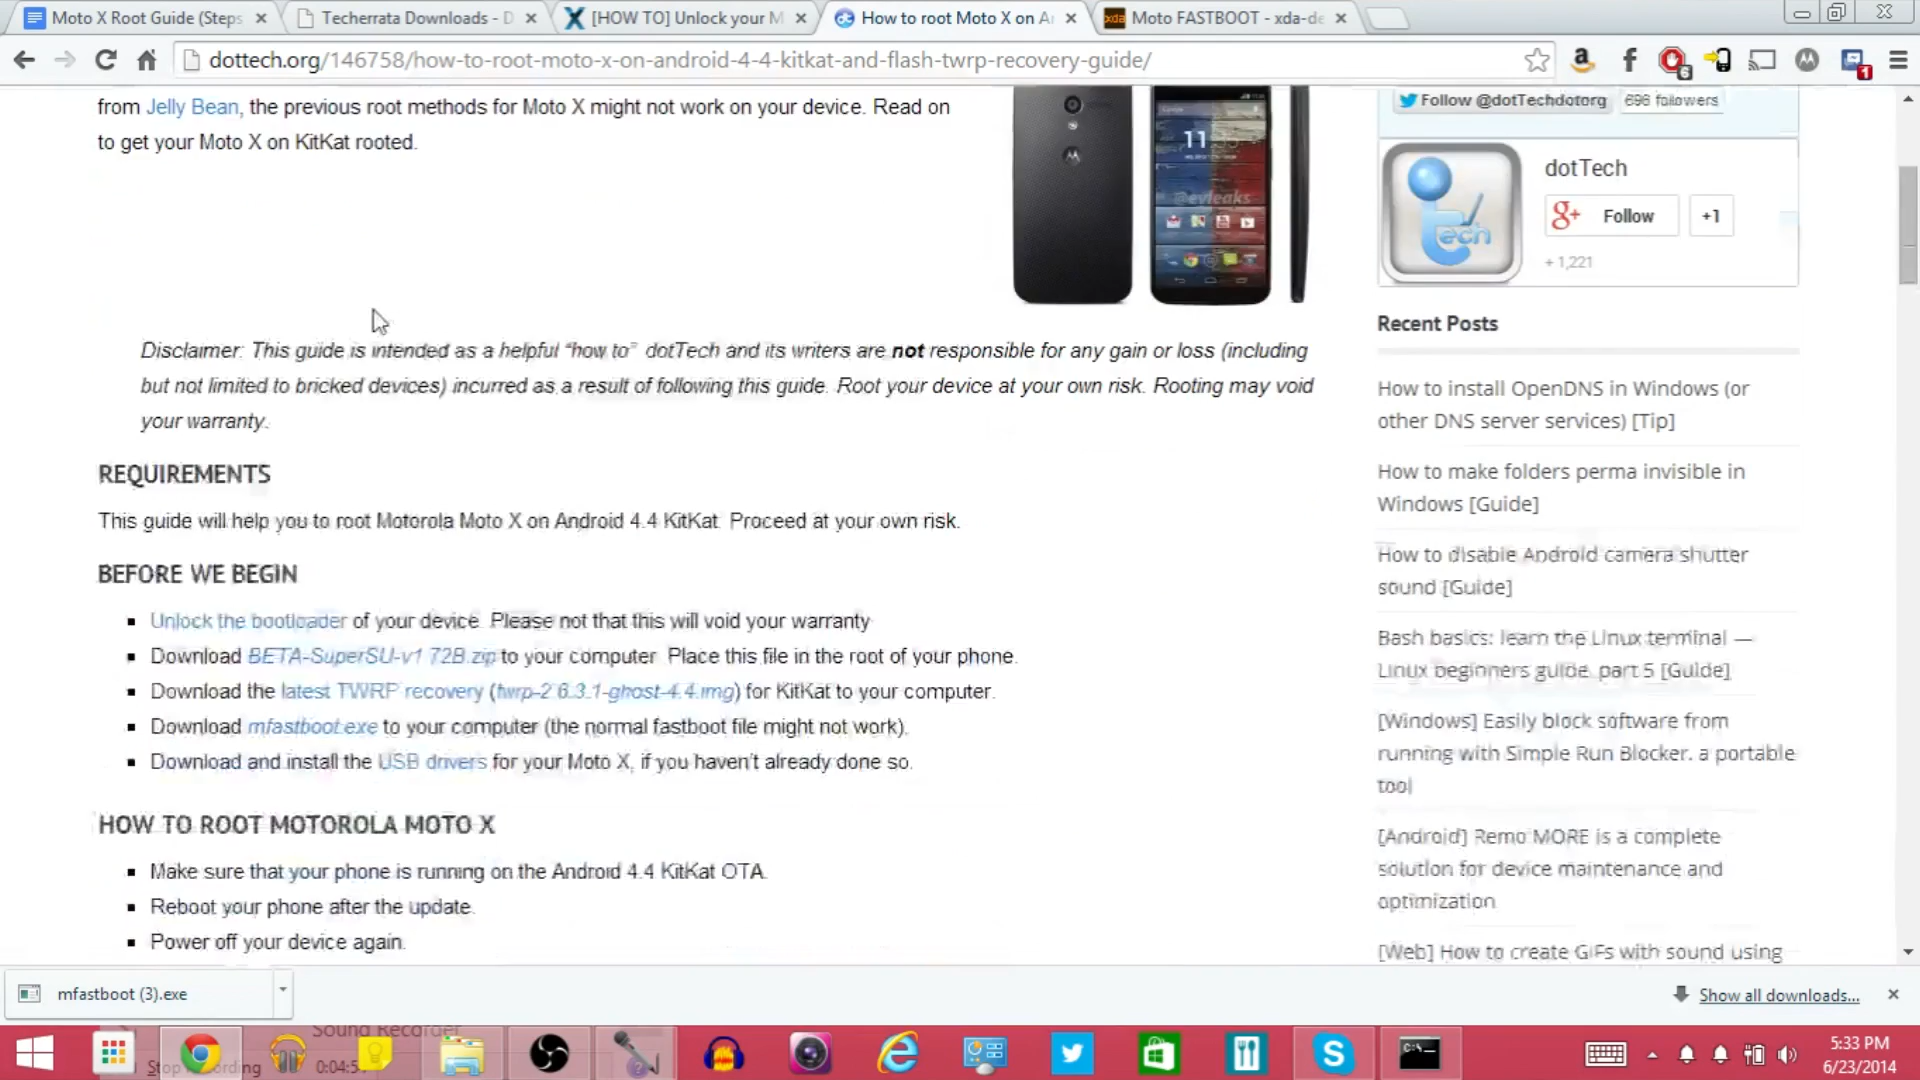 Moto X Root Guide (Steps
Techerrata Downloads - D
[HOW TO] Unlock your M
How to root Moto X on A
Moto FASTBOOT - xda-de
dottech.org/146758/how-to-root-moto-x-on-android-4-4-kitkat-and-flash-twrp-recovery-guide/
from Jelly Bean, the previous root methods for Moto X might not work on your device. Read on
to get your Moto X on KitKat rooted.
@evleaks
Disclaimer: This guide is intended as a helpful “how to” dotTech and its writers are not responsible for any gain or loss (including
but not limited to bricked devices) incurred as a result of following this guide. Root your device at your own risk. Rooting may void
your warranty.
REQUIREMENTS
This guide will help you to root Motorola Moto X on Android 4.4 KitKat. Proceed at your own risk.
BEFORE WE BEGIN
Unlock the bootloader of your device. Please not that this will void your warranty
Download BETA-SuperSU-v1.72B.zip to your computer. Place this file in the root of your phone.
Download the latest TWRP recovery (twrp-2.6.3.1-ghost-4.4.img) for KitKat to your computer.
Download mfastboot.exe to your computer (the normal fastboot file might not work).
Download and install the USB drivers for your Moto X, if you haven't already done so.
HOW TO ROOT MOTOROLA MOTO X
Make sure that your phone is running on the Android 4.4 KitKat OTA.
Reboot your phone after the update.
Power off your device again.
Follow @dotTechdotorg
696 followers
tech
dotTech
g+ Follow
+1
+ 1,221
Recent Posts
How to install OpenDNS in Windows (or
other DNS server services) [Tip]
How to make folders perma invisible in
Windows [Guide]
How to disable Android camera shutter
sound [Guide]
Bash basics: learn the Linux terminal —
Linux beginners guide, part 5 [Guide]
[Windows] Easily block software from
running with Simple Run Blocker, a portable
tool
[Android] Remo MORE is a complete
solution for device maintenance and
optimization
[Web] How to create GIFs with sound using
mfastboot (3).exe
Show all downloads...
Sound Recorder
Stop recording
5:33 PM
6/23/2014